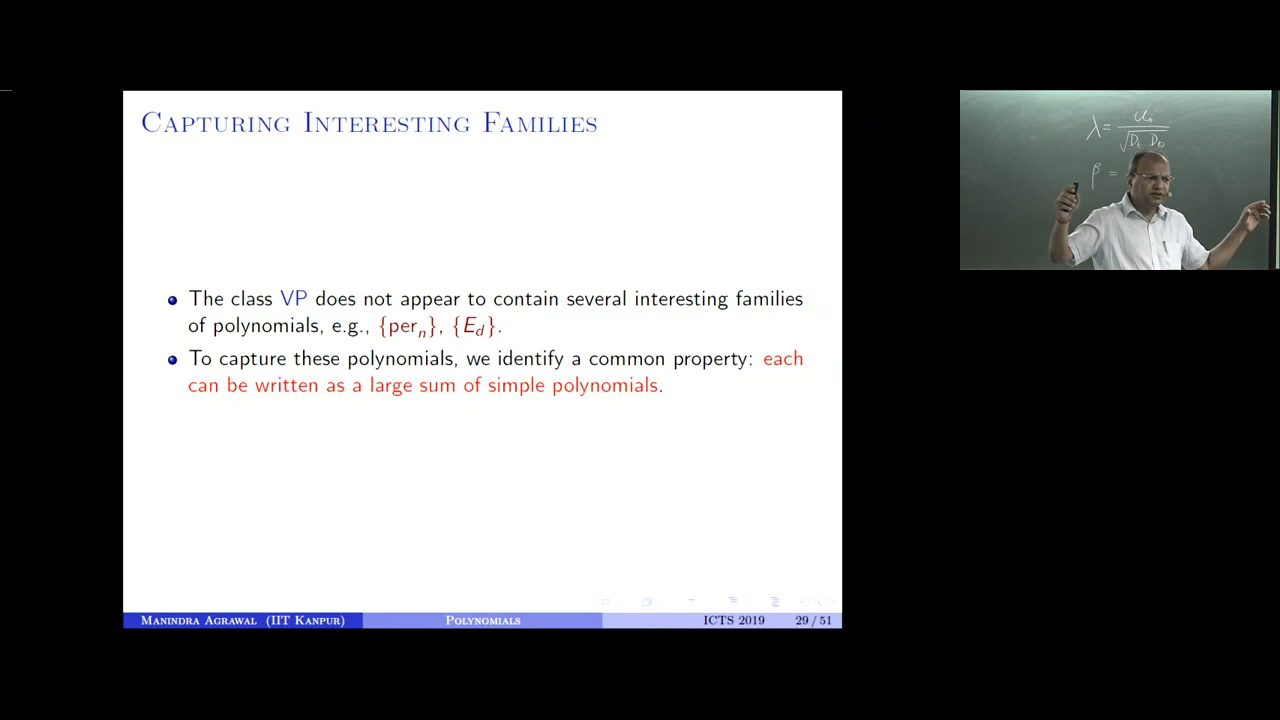 CAPTURING INTERESTING FAMILIES
The class VP does not appear to contain several interesting families
of polynomials, e.g., {per_n}, {E_d}.
To capture these polynomials, we identify a common property: each
can be written as a large sum of simple polynomials.
MANINDRA AGRAWAL (IIT KANPUR) POLYNOMIALS ICTS 2019 29 / 51
λ =
β =